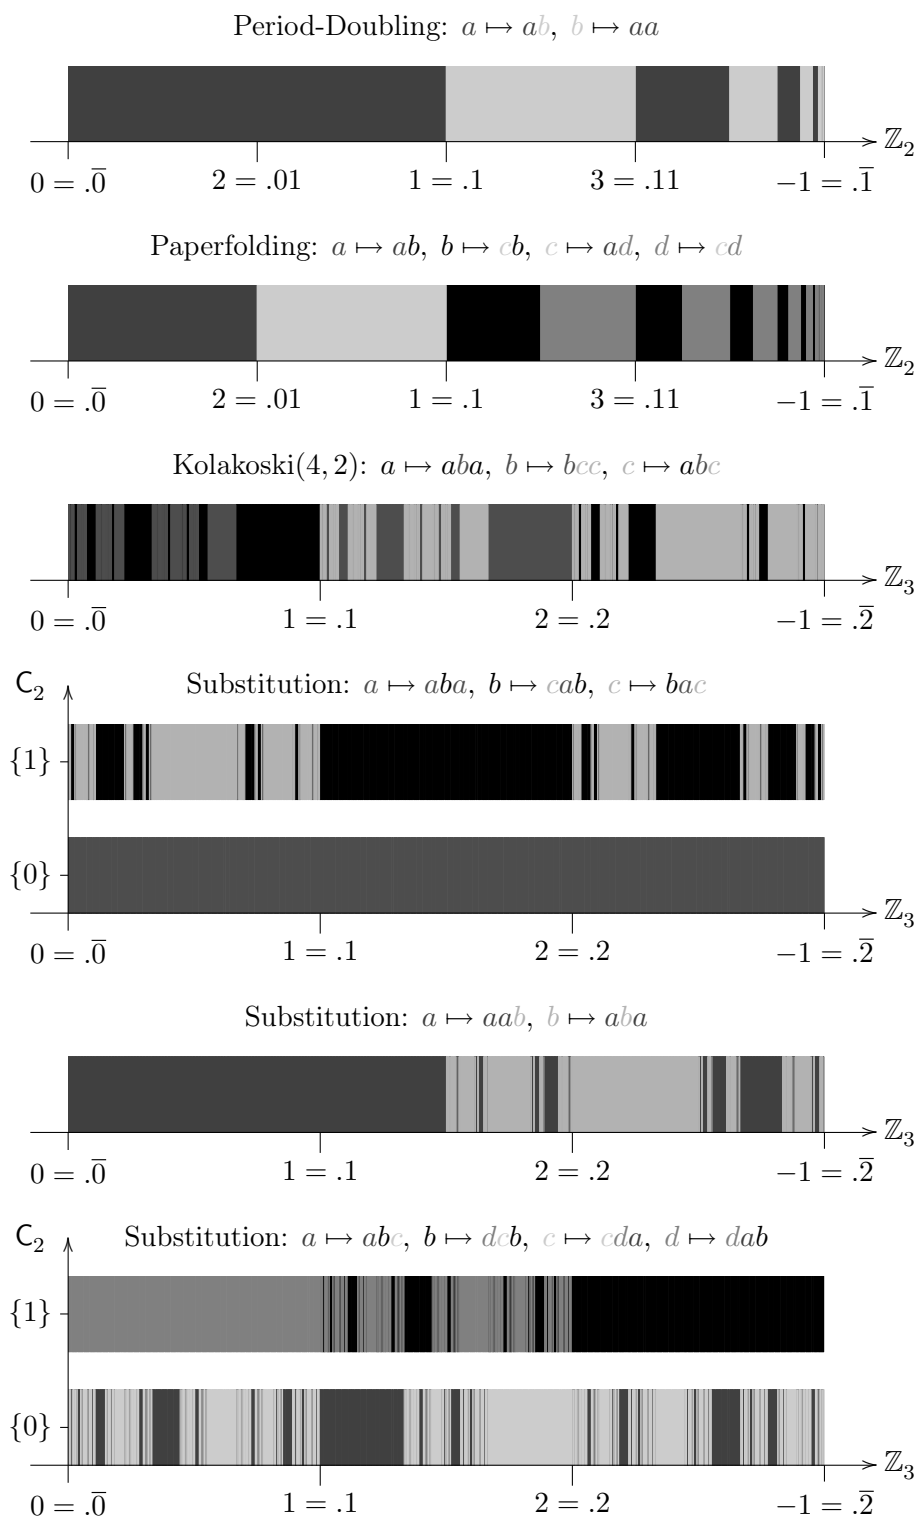 Period-Doubling: a ↦ ab, b ↦ aa
ℤ₂
0 = .0̅ 2 = .01 1 = .1 3 = .11 −1 = .1̅
Paperfolding: a ↦ ab, b ↦ cb, c ↦ ad, d ↦ cd
ℤ₂
0 = .0̅ 2 = .01 1 = .1 3 = .11 −1 = .1̅
Kolakoski(4, 2): a ↦ aba, b ↦ bcc, c ↦ abc
ℤ₃
0 = .0̅ 1 = .1 2 = .2 −1 = .2̅
C₂ Substitution: a ↦ aba, b ↦ cab, c ↦ bac
{1}
{0}
ℤ₃
0 = .0̅ 1 = .1 2 = .2 −1 = .2̅
Substitution: a ↦ aab, b ↦ aba
ℤ₃
0 = .0̅ 1 = .1 2 = .2 −1 = .2̅
C₂ Substitution: a ↦ abc, b ↦ dcb, c ↦ cda, d ↦ dab
{1}
{0}
ℤ₃
0 = .0̅ 1 = .1 2 = .2 −1 = .2̅